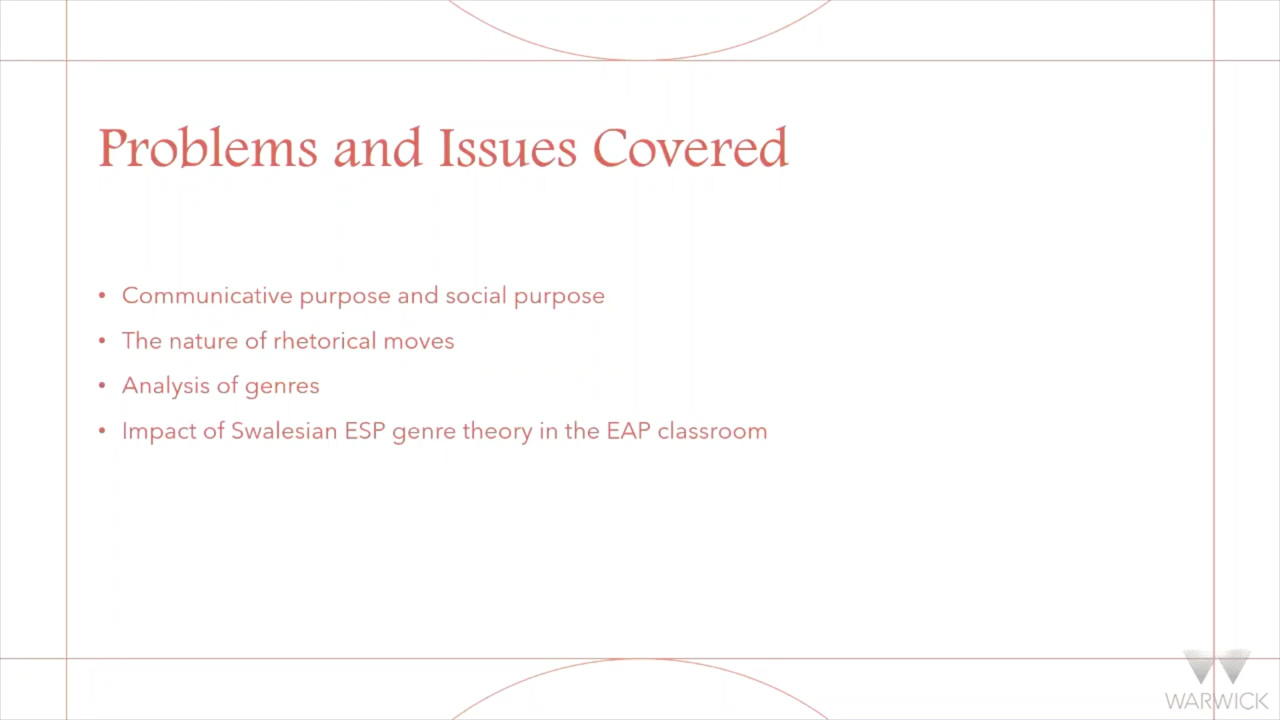 Problems and Issues Covered
• Communicative purpose and social purpose
• The nature of rhetorical moves
• Analysis of genres
• Impact of Swalesian ESP genre theory in the EAP classroom
WARWICK